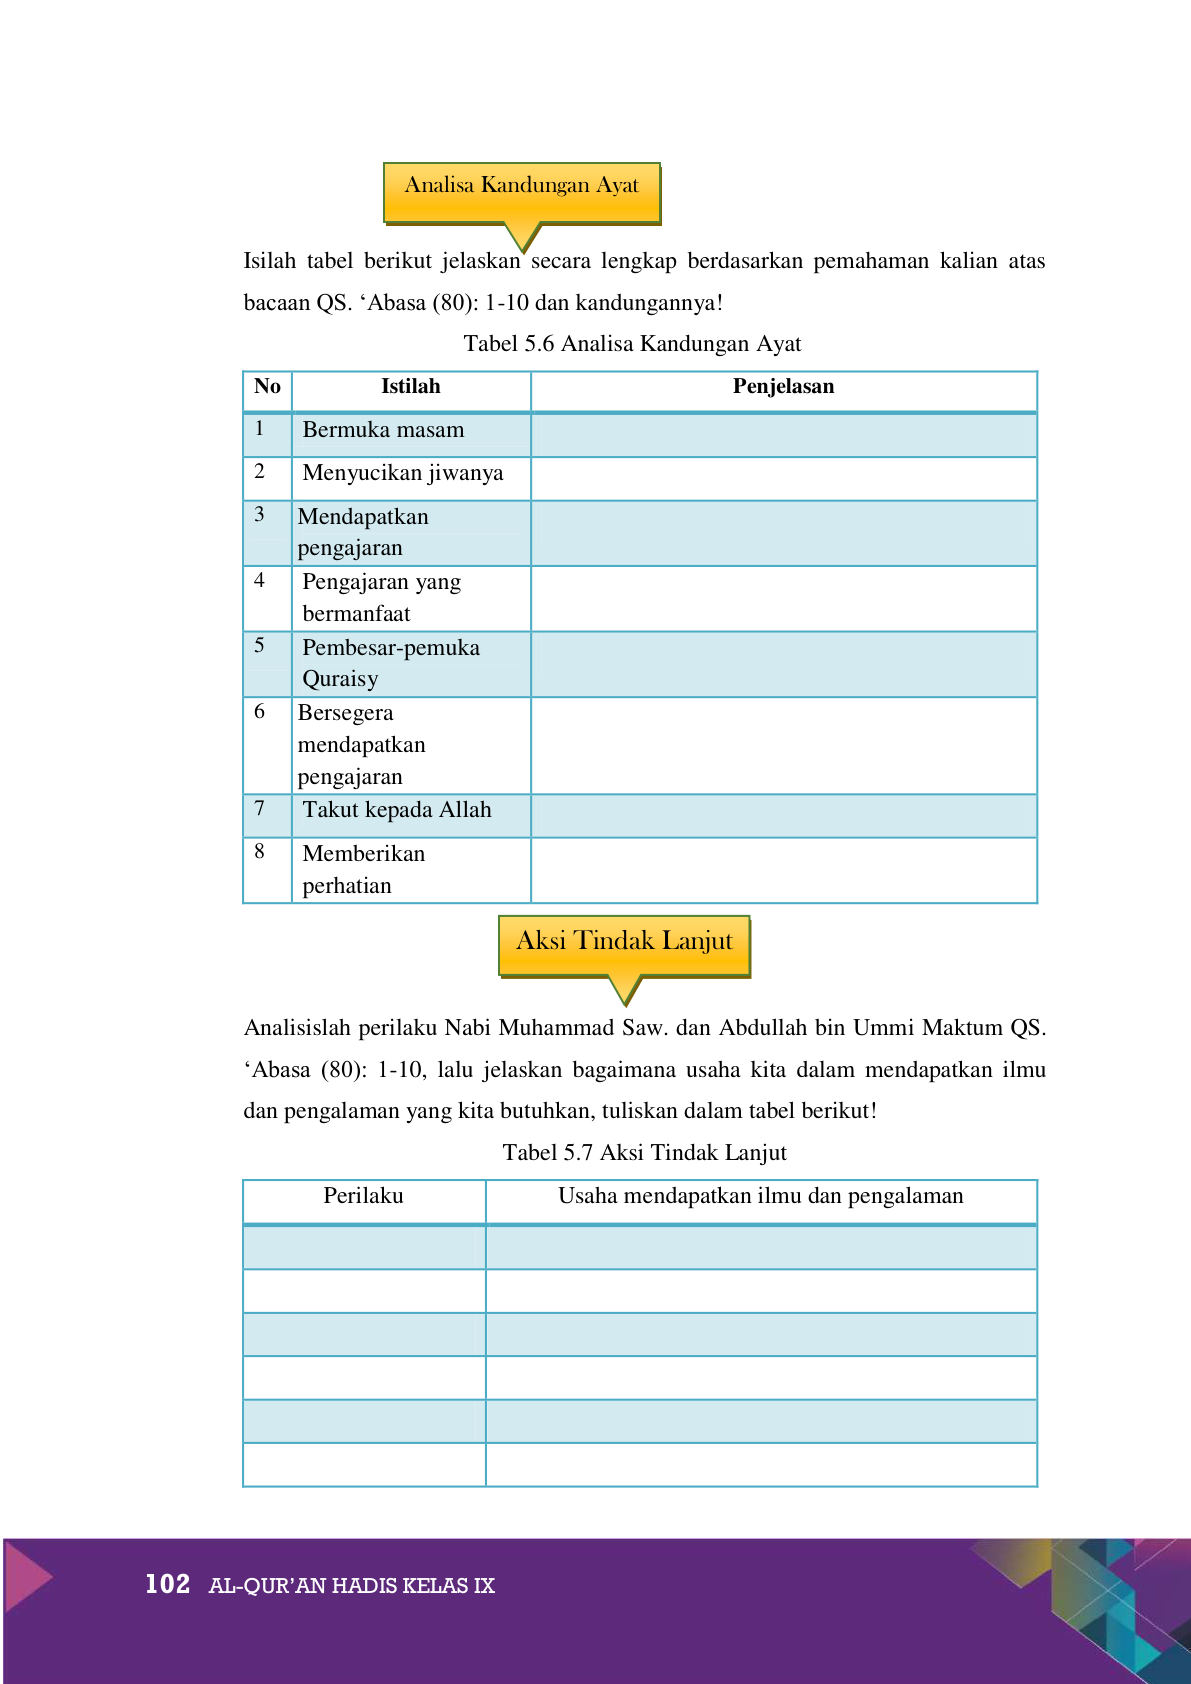 Analisa Kandungan Ayat
Isilah tabel berikut jelaskan secara lengkap berdasarkan pemahaman kalian atas
bacaan QS. ‘Abasa (80): 1-10 dan kandungannya!
Tabel 5.6 Analisa Kandungan Ayat
No Istilah Penjelasan
1 Bermuka masam
2 Menyucikan jiwanya
3 Mendapatkan
pengajaran
4 Pengajaran yang
bermanfaat
5 Pembesar-pemuka
Quraisy
6 Bersegera
mendapatkan
pengajaran
7 Takut kepada Allah
8 Memberikan
perhatian
Aksi Tindak Lanjut
Analisislah perilaku Nabi Muhammad Saw. dan Abdullah bin Ummi Maktum QS.
‘Abasa (80): 1-10, lalu jelaskan bagaimana usaha kita dalam mendapatkan ilmu
dan pengalaman yang kita butuhkan, tuliskan dalam tabel berikut!
Tabel 5.7 Aksi Tindak Lanjut
Perilaku Usaha mendapatkan ilmu dan pengalaman
102 AL-QUR’AN HADIS KELAS IX